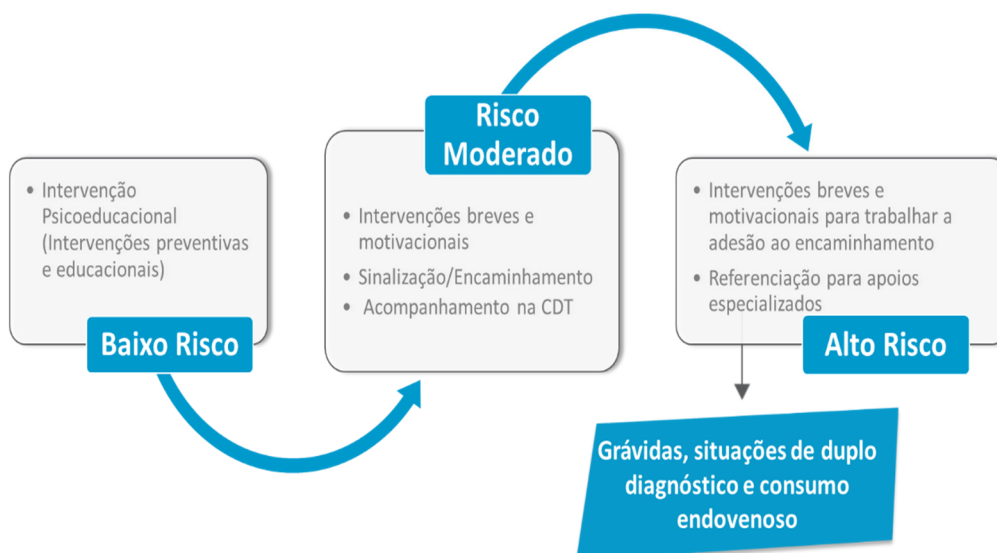 • Intervenção
Psicoeducacional
(Intervenções preventivas
e educacionais)
Baixo Risco
Risco
Moderado
• Intervenções breves e
motivacionais
• Sinalização/Encaminhamento
• Acompanhamento na CDT
• Intervenções breves e
motivacionais para trabalhar a
adesão ao encaminhamento
• Referenciação para apoios
especializados
Alto Risco
Grávidas, situações de duplo
diagnóstico e consumo
endovenoso